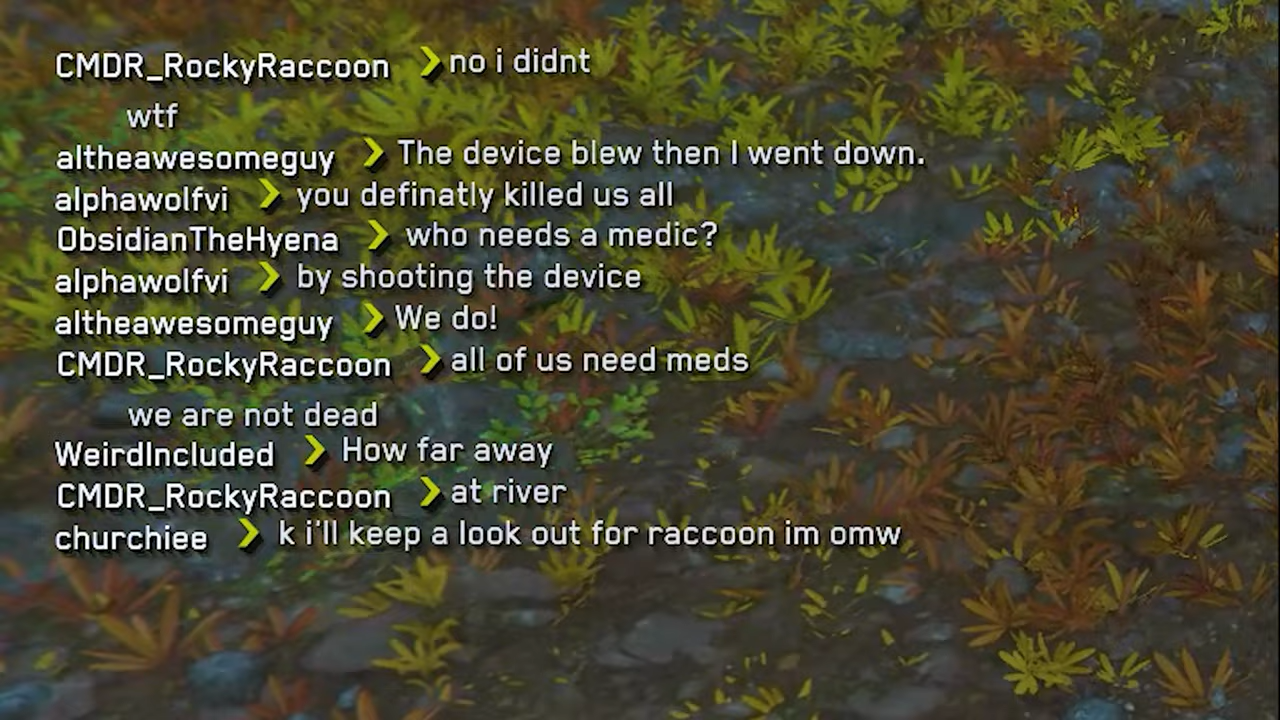 CMDR_RockyRaccoon > no i didnt
wtf
altheawesomeguy > The device blew then I went down.
alphawolfvi > you definatly killed us all
ObsidianTheHyena > who needs a medic?
alphawolfvi > by shooting the device
altheawesomeguy > We do!
CMDR_RockyRaccoon > all of us need meds
we are not dead
WeirdIncluded > How far away
CMDR_RockyRaccoon > at river
churchiee > k i'll keep a look out for raccoon im omw